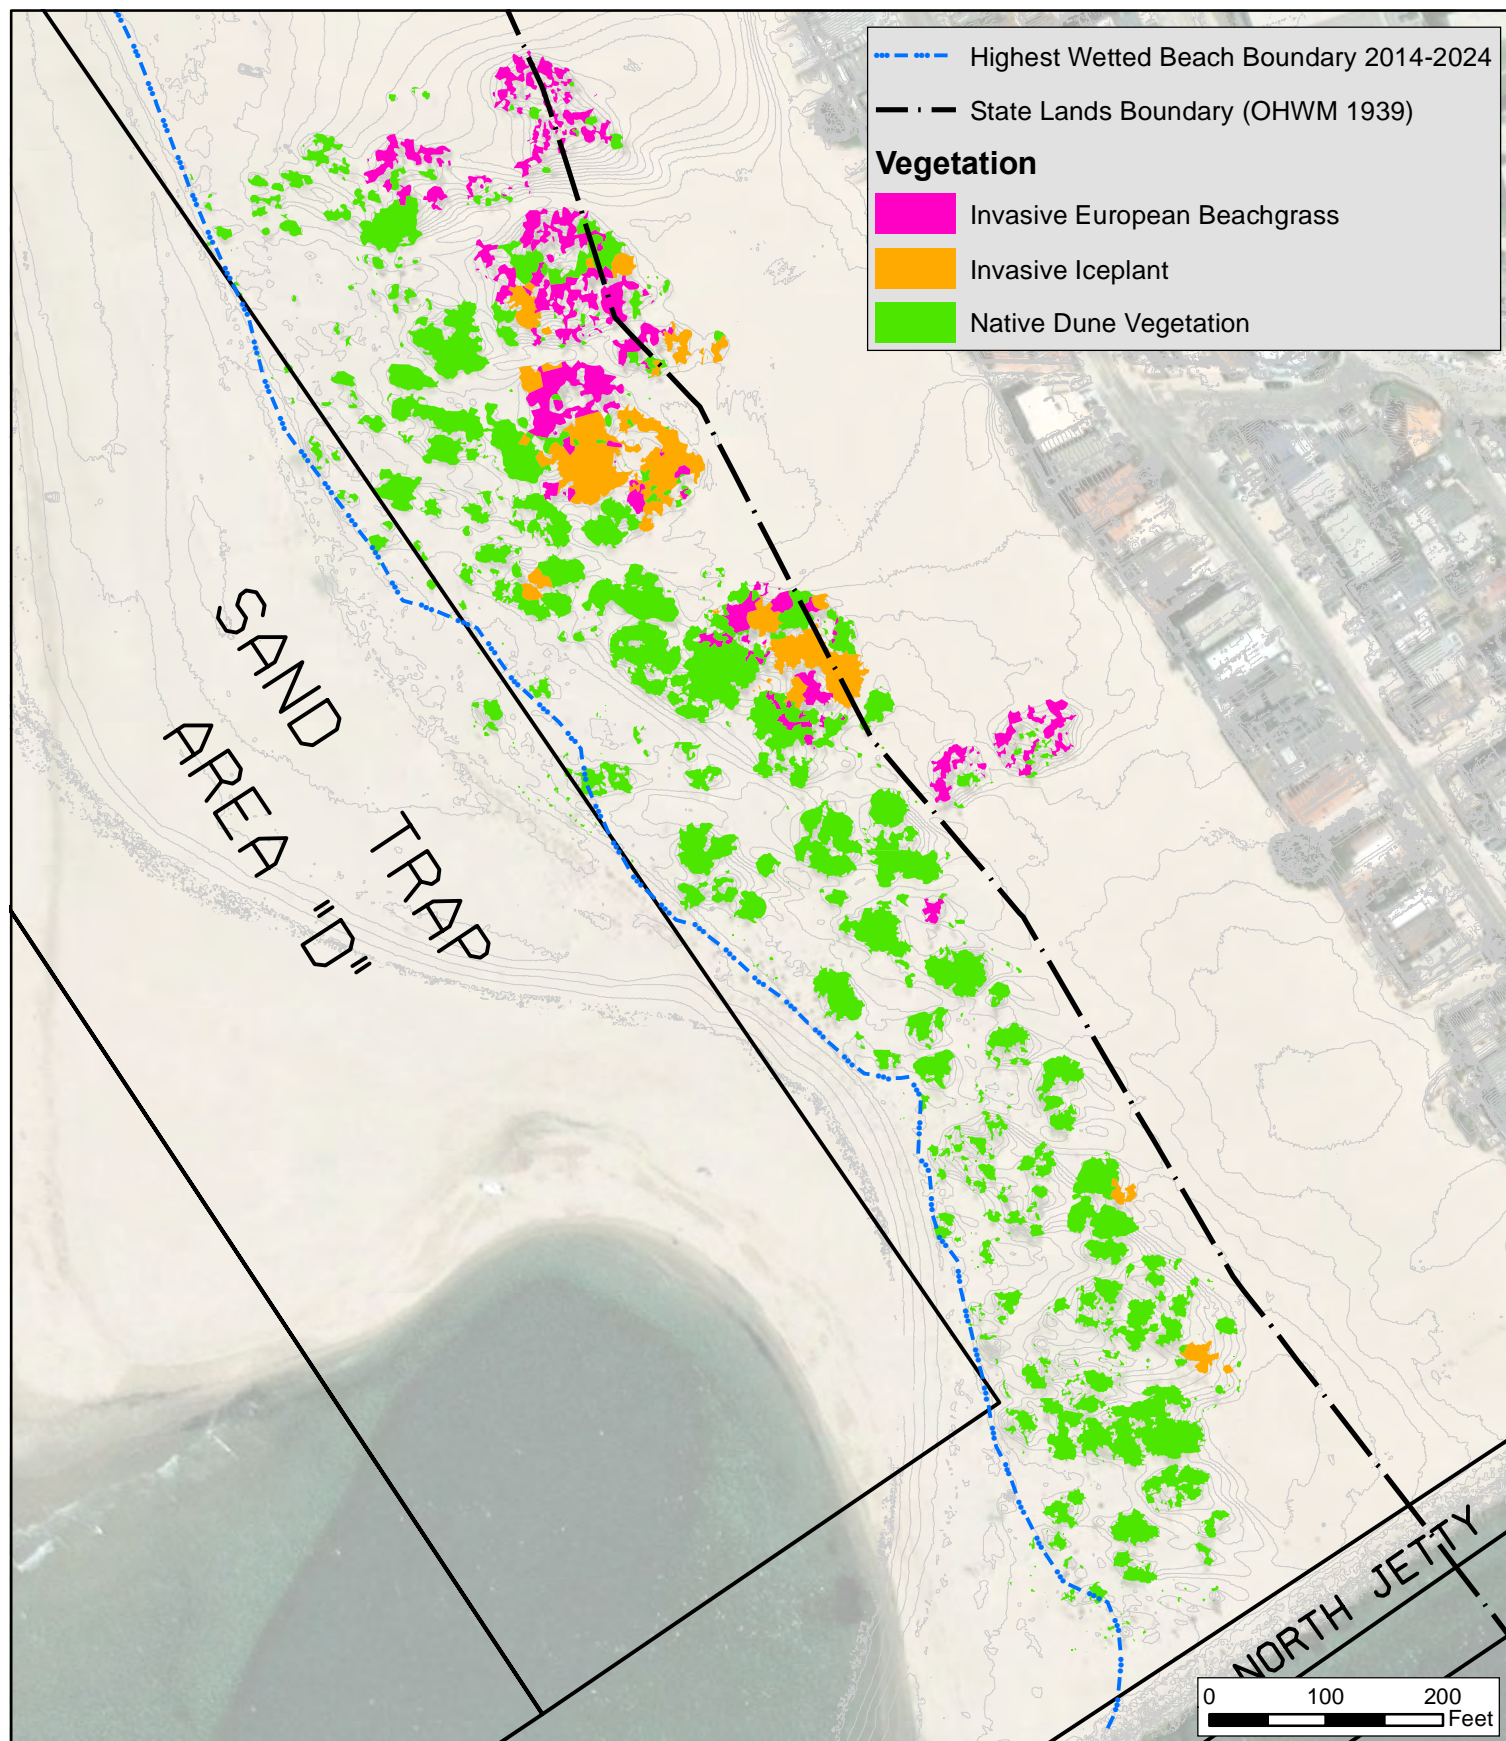 Highest Wetted Beach Boundary 2014-2024
State Lands Boundary (OHWM 1939)
Vegetation
Invasive European Beachgrass
Invasive Iceplant
Native Dune Vegetation
SAND TRAP
AREA "D"
NORTH JETTY
0 100 200
Feet